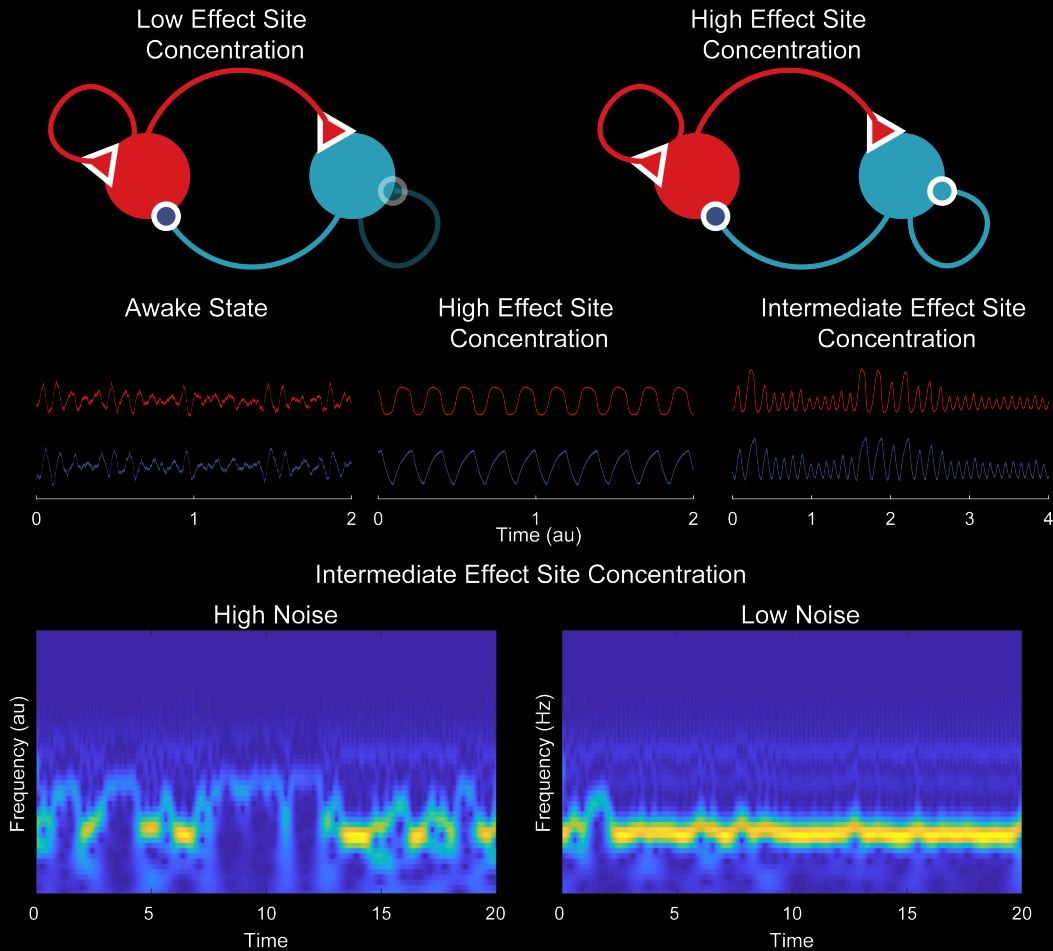 Low Effect Site
Concentration
High Effect Site
Concentration
Awake State
High Effect Site
Concentration
Intermediate Effect Site
Concentration
0 1 2
0 1 2
0 1 2 3 4
Time (au)
Intermediate Effect Site Concentration
High Noise
Low Noise
Frequency (au)
Frequency (Hz)
0 5 10 15 20
0 5 10 15 20
Time
Time